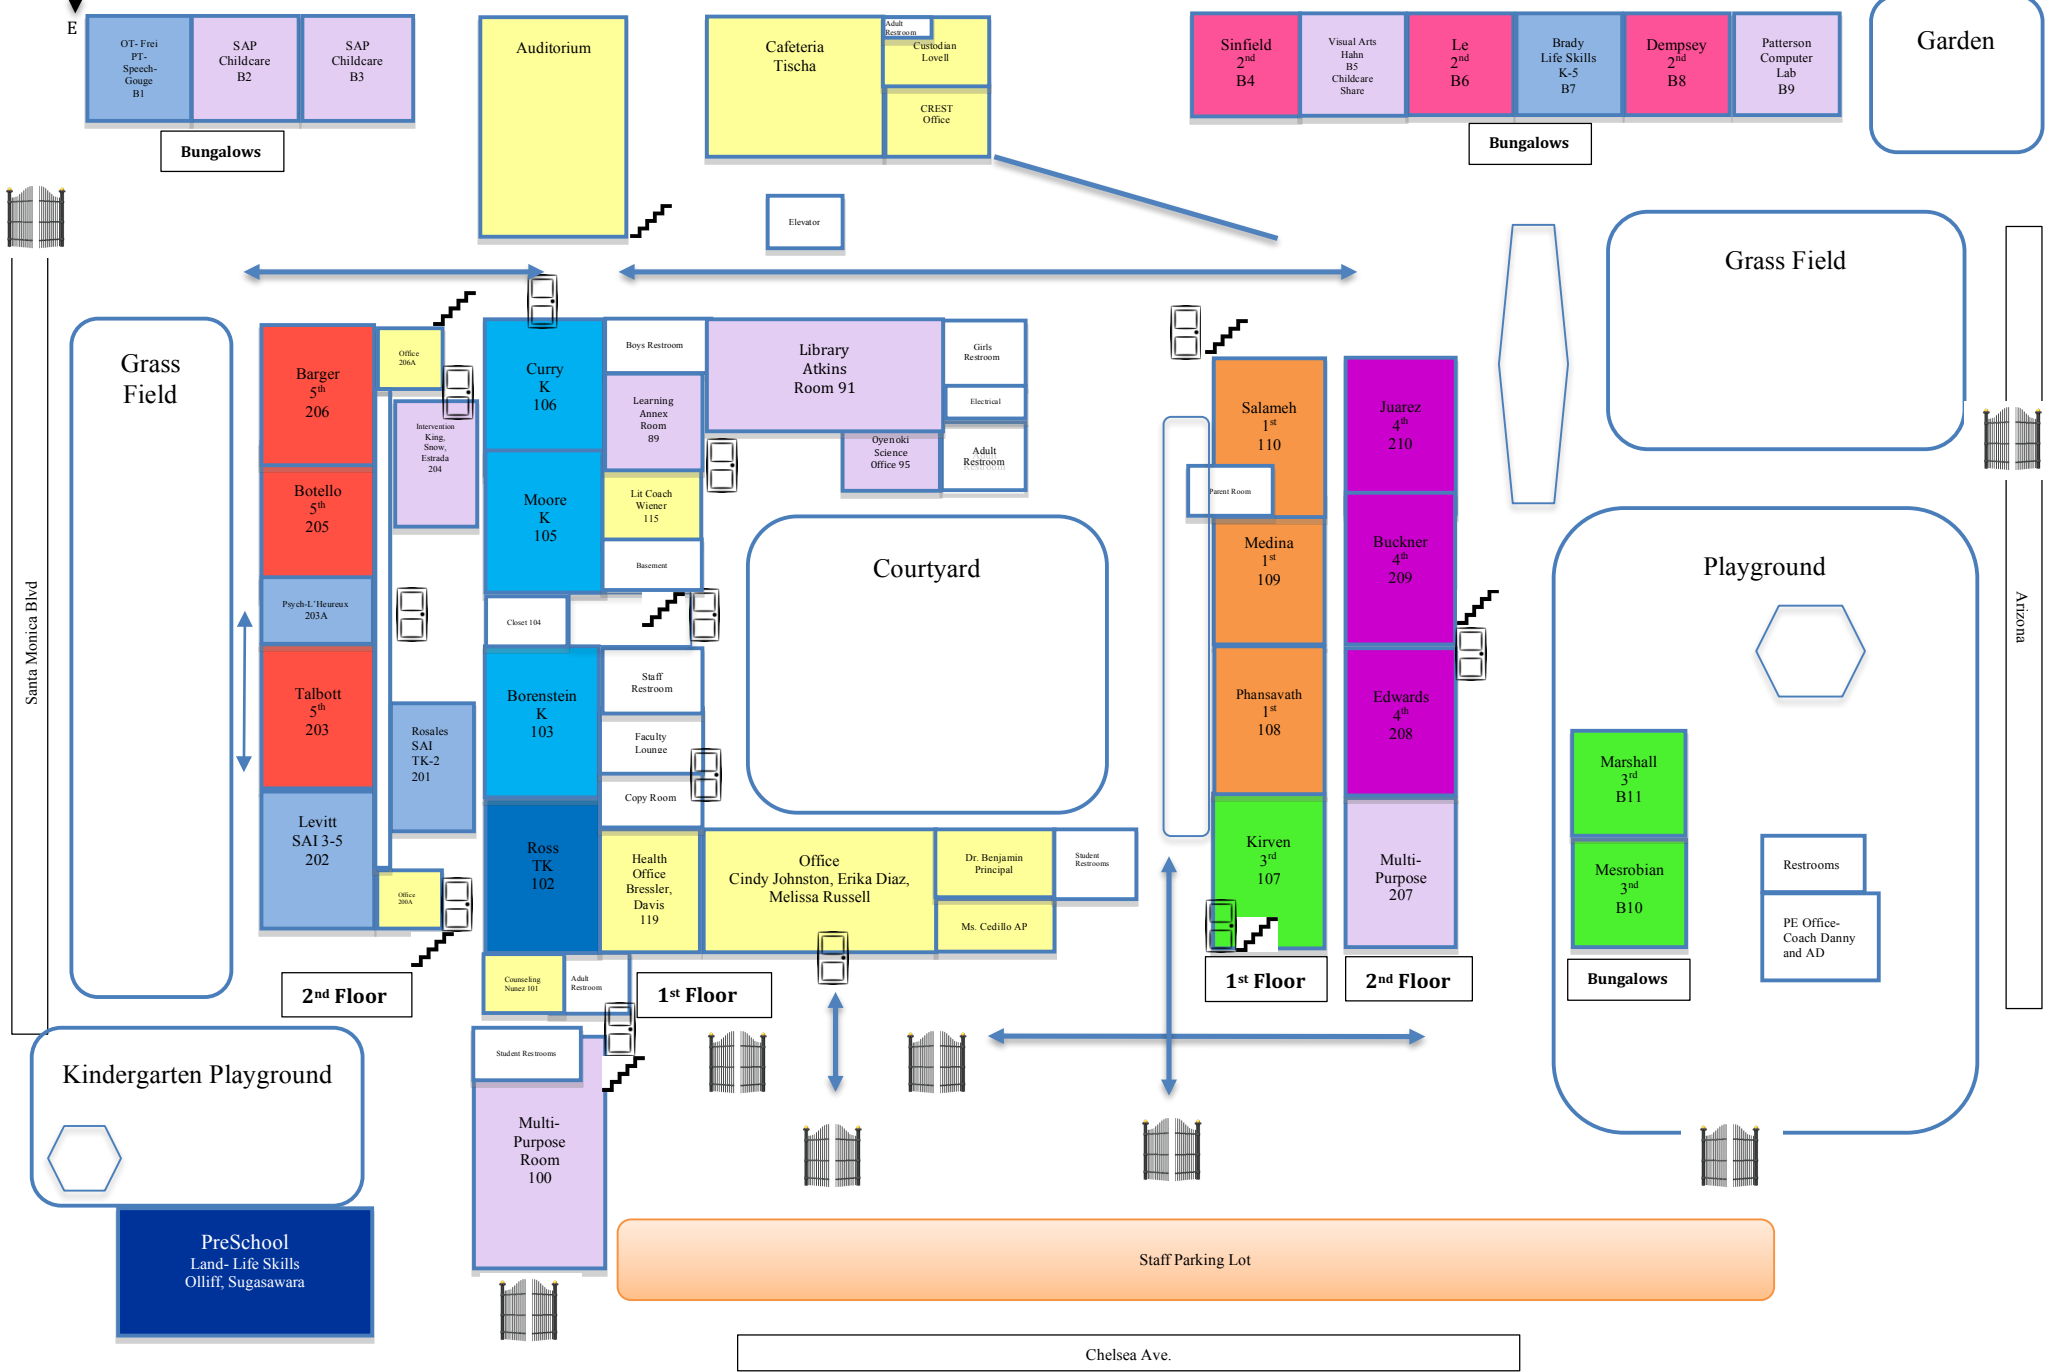 E
OT- Frei
PT-
Speech-
Gouge
B1
SAP
Childcare
B2
SAP
Childcare
B3
Bungalows
Auditorium
Cafeteria
Tischa
Adult
Restroom
Custodian
Lovell
CREST
Office
Elevator
Sinfield
2nd
B4
Visual Arts
Hahn
B5
Childcare
Share
Le
2nd
B6
Brady
Life Skills
K-5
B7
Dempsey
2nd
B8
Patterson
Computer
Lab
B9
Bungalows
Garden
Grass Field
Santa Monica Blvd
Grass
Field
Barger
5th
206
Office
206A
Intervention
King,
Snow,
Estrada
204
Botello
5th
205
Psych-L'Heureux
203A
Talbott
5th
203
Rosales
SAI
TK-2
201
Levitt
SAI 3-5
202
Office
200A
2nd Floor
Curry
K
106
Boys Restroom
Learning
Annex
Room
89
Library
Atkins
Room 91
Girls
Restroom
Electrical
Oyenoki
Science
Office 95
Adult
Restroom
Moore
K
105
Lit Coach
Wiener
115
Basement
Closet 104
Borenstein
K
103
Staff
Restroom
Faculty
Lounge
Copy Room
Ross
TK
102
Health
Office
Bressler,
Davis
119
Office
Cindy Johnston, Erika Diaz,
Melissa Russell
Dr. Benjamin
Principal
Ms. Cedillo AP
Student
Restrooms
Counseling
Nunez 101
Adult
Restroom
1st Floor
Courtyard
Salameh
1st
110
Parent Room
Medina
1st
109
Phansavath
1st
108
Kirven
3rd
107
1st Floor
Juarez
4th
210
Buckner
4th
209
Edwards
4th
208
Multi-
Purpose
207
2nd Floor
Playground
Marshall
3rd
B11
Mesrobian
3nd
B10
Bungalows
Restrooms
PE Office-
Coach Danny
and AD
Arizona
Kindergarten Playground
Student Restrooms
Multi-
Purpose
Room
100
PreSchool
Land- Life Skills
Olliff, Sugasawara
Staff Parking Lot
Chelsea Ave.